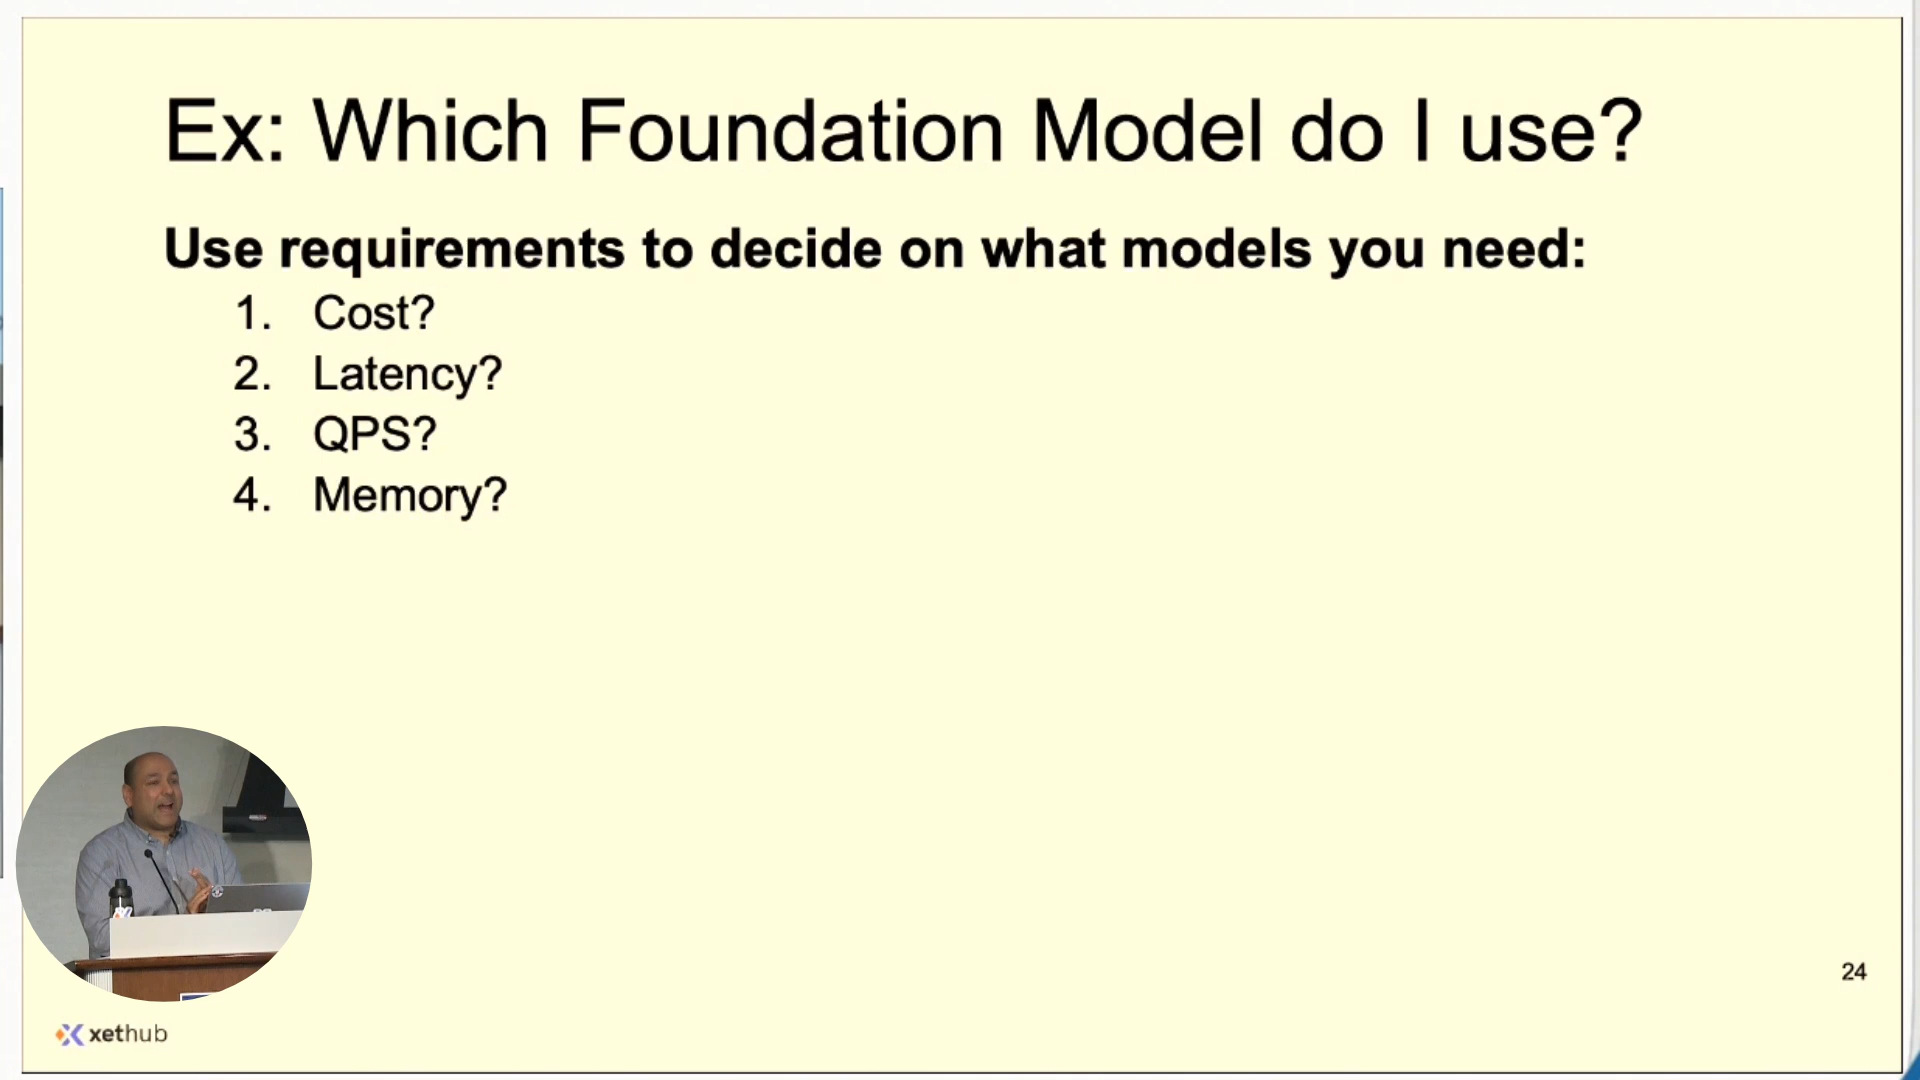 Ex: Which Foundation Model do I use?
Use requirements to decide on what models you need:
1. Cost?
2. Latency?
3. QPS?
4. Memory?
24
xethub